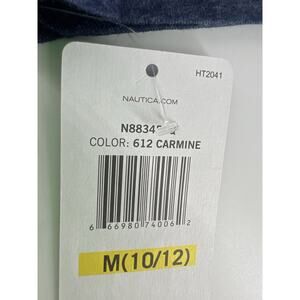 HT2041
NAUTICA.COM
COLOR: 612 CARMINE
6 66980 74006 2
M(10/12)